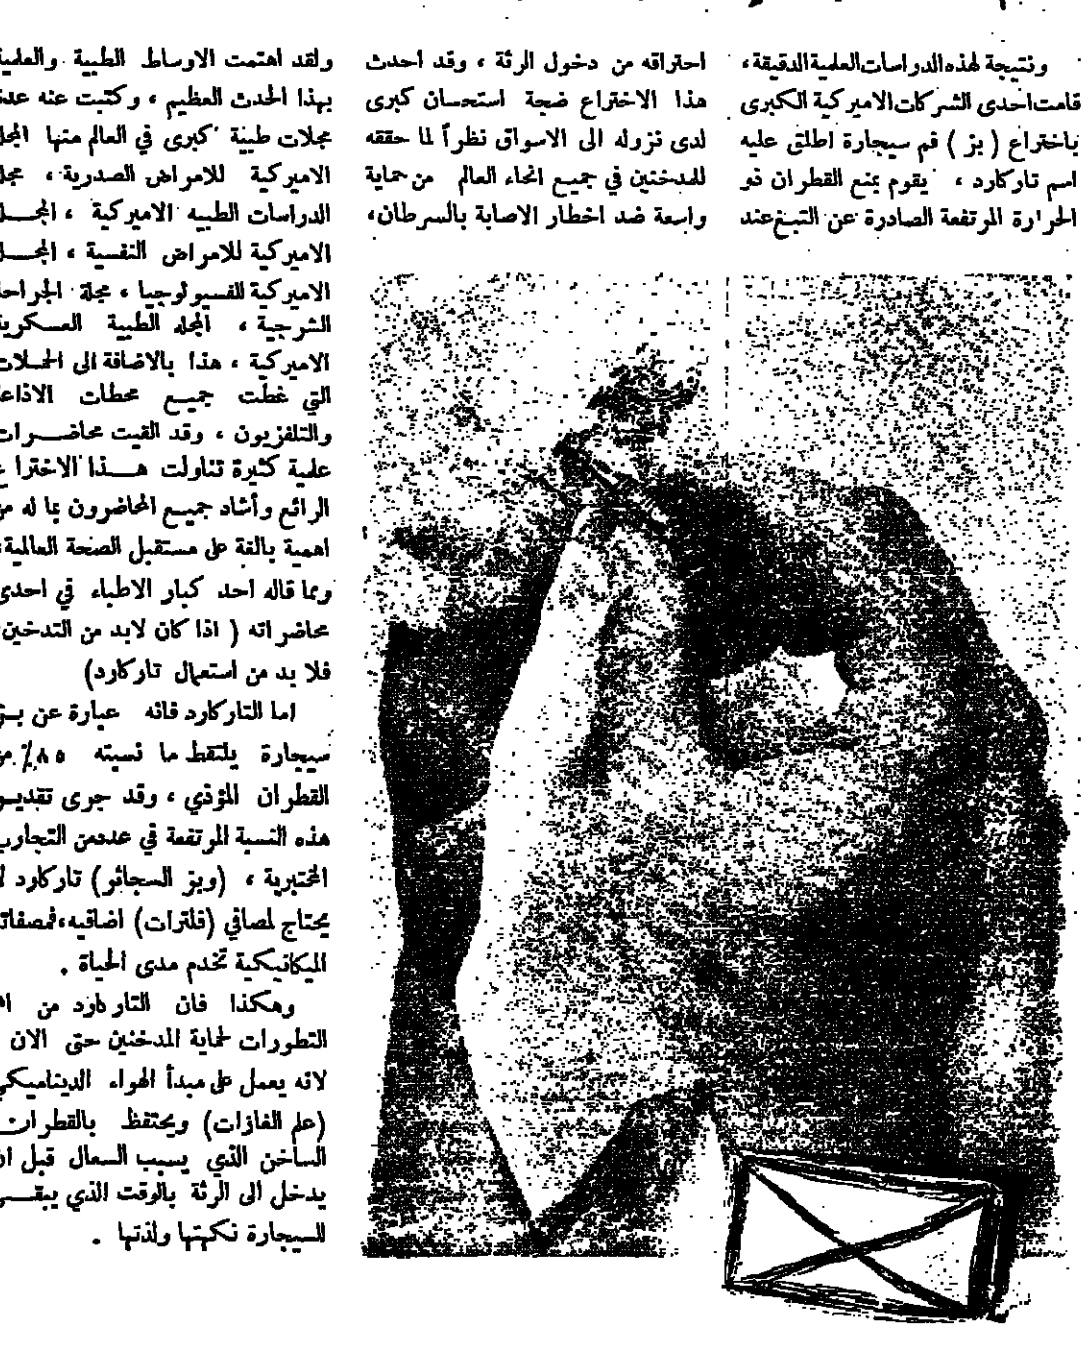 ونتيجة لهذه الدراسات العلمية الدقيقة،
قامت احدى الشركات الاميركية الكبرى
باختراع ( بز ) فم سيجارة اطلق عليه
اسم تاركارد ، يقوم بمنع القطران ذو
الحرارة المرتفعة الصادرة عن التبغ عند
احتراقه من دخول الرئة ، وقد احدث
هذا الاختراع ضجة استحسان كبرى
لدى نزوله الى الاسواق نظراً لما حققه
للمدخنين في جميع انحاء العالم من حماية
واسعة ضد اخطار الاصابة بالسرطان،
ولقد اهتمت الاوساط الطبية والعلمية
بهذا الحدث العظيم ، وكتبت عنه عدة
مجلات طبية كبرى في العالم منها المجلة
الاميركية للامراض الصدرية ، مجلة
الدراسات الطبيه الاميركية ، المجلة
الاميركية للامراض النفسية ، المجلة
الاميركية للفسيولوجيا ، مجلة الجراحة
الشرجية ، المجله الطبية العسكرية
الاميركية ، هذا بالاضافة الى الحملات
التي غطت جميع محطات الاذاعة
والتلفزيون ، وقد القيت محاضرات
علمية كثيرة تناولت هذا الاختراع
الرائع وأشاد جميع المحاضرون بما له من
اهمية بالغة على مستقبل الصحة العالمية،
ومما قاله احد كبار الاطباء في احدى
محاضراته ( اذا كان لابد من التدخين
فلا بد من استعمال تاركارد)
اما التاركارد فانه عبارة عن بز
سيجارة يلتقط ما نسبته ٨٥٪ من
القطران المؤذي ، وقد جرى تقدير
هذه النسبة المرتفعة في عددمن التجارب
المختبرية ، (وبز السجائر) تاركارد لا
يحتاج لمصافي (فلترات) اضافيه،فمصفاته
الميكانيكية تخدم مدى الحياة .
وهكذا فان التاركارد من
التطورات لحماية المدخنين حتى الان
لانه يعمل على مبدأ الهواء الديناميكي
(علم الغازات) ويحتفظ بالقطران
الساخن الذي يسبب السعال قبل ان
يدخل الى الرئة بالوقت الذي يبقى
للسيجارة نكهتها ولذتها .